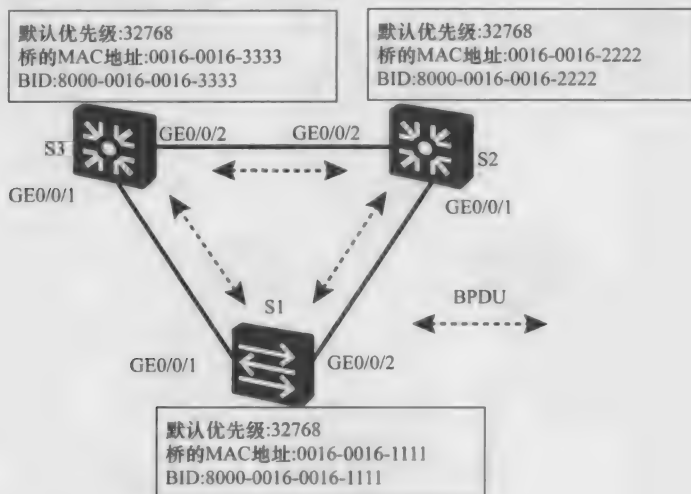 默认优先级:32768
桥的MAC地址:0016-0016-3333
BID:8000-0016-0016-3333
默认优先级:32768
桥的MAC地址:0016-0016-2222
BID:8000-0016-0016-2222
GE0/0/2
GE0/0/2
S3
S2
GE0/0/1
GE0/0/1
S1
BPDU
GE0/0/1
GE0/0/2
默认优先级:32768
桥的MAC地址:0016-0016-1111
BID:8000-0016-0016-1111